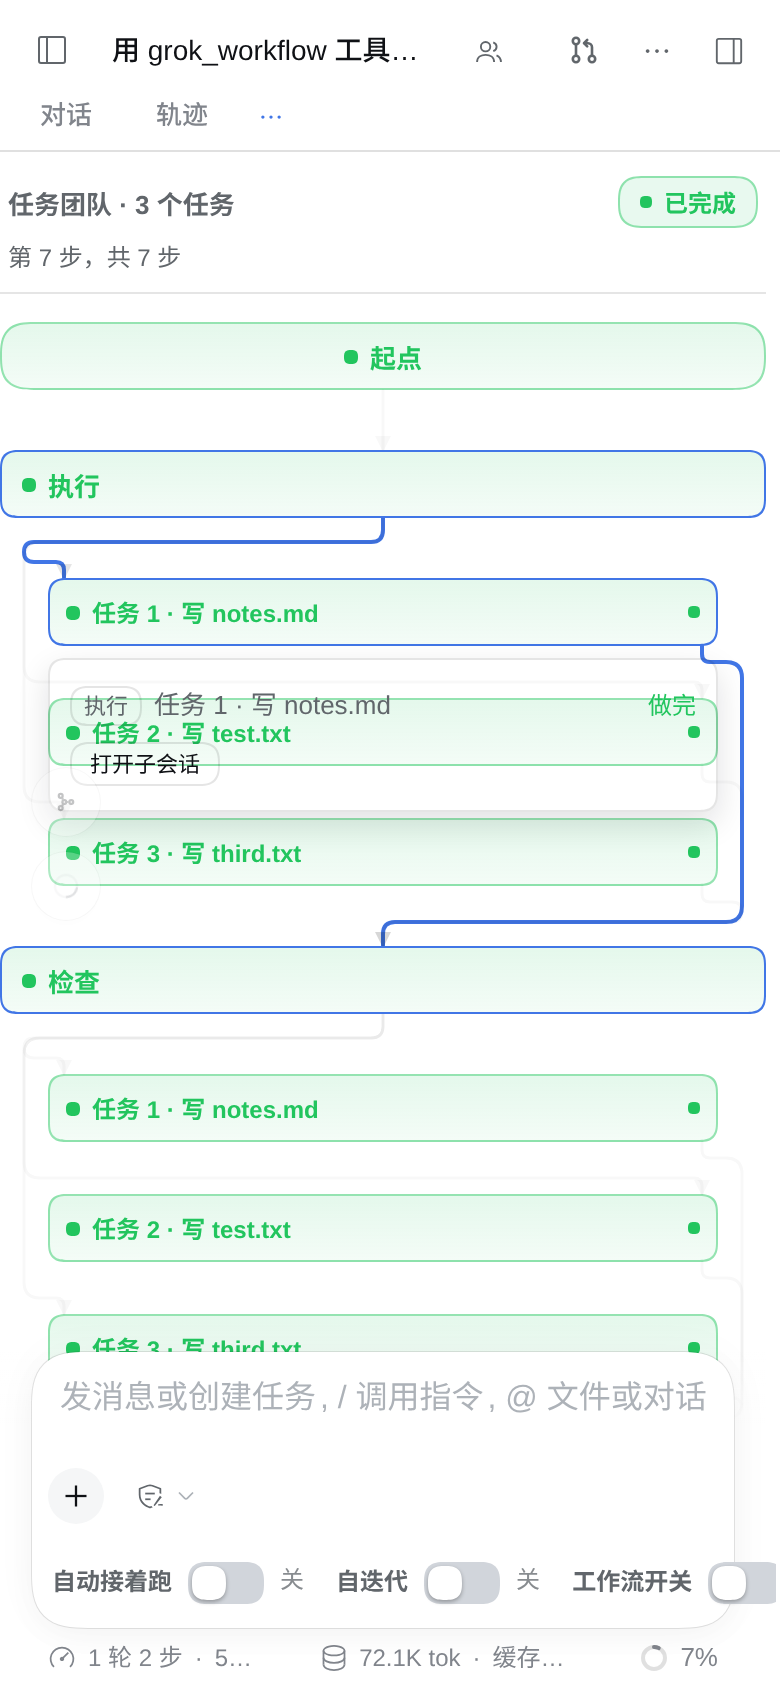 用 grok_workflow 工具…
对话 轨迹 …
任务团队 · 3 个任务
已完成
第 7 步，共 7 步
起点
执行
任务 1 · 写 notes.md
执行 任务 1 · 写 notes.md 做完
任务 2 · 写 test.txt
打开子会话
任务 3 · 写 third.txt
检查
任务 1 · 写 notes.md
任务 2 · 写 test.txt
任务 3 · 写 third.txt
发消息或创建任务, / 调用指令, @ 文件或对话
自动接着跑 关 自迭代 关 工作流开关
1 轮 2 步 · 5… 72.1K tok · 缓存… 7%